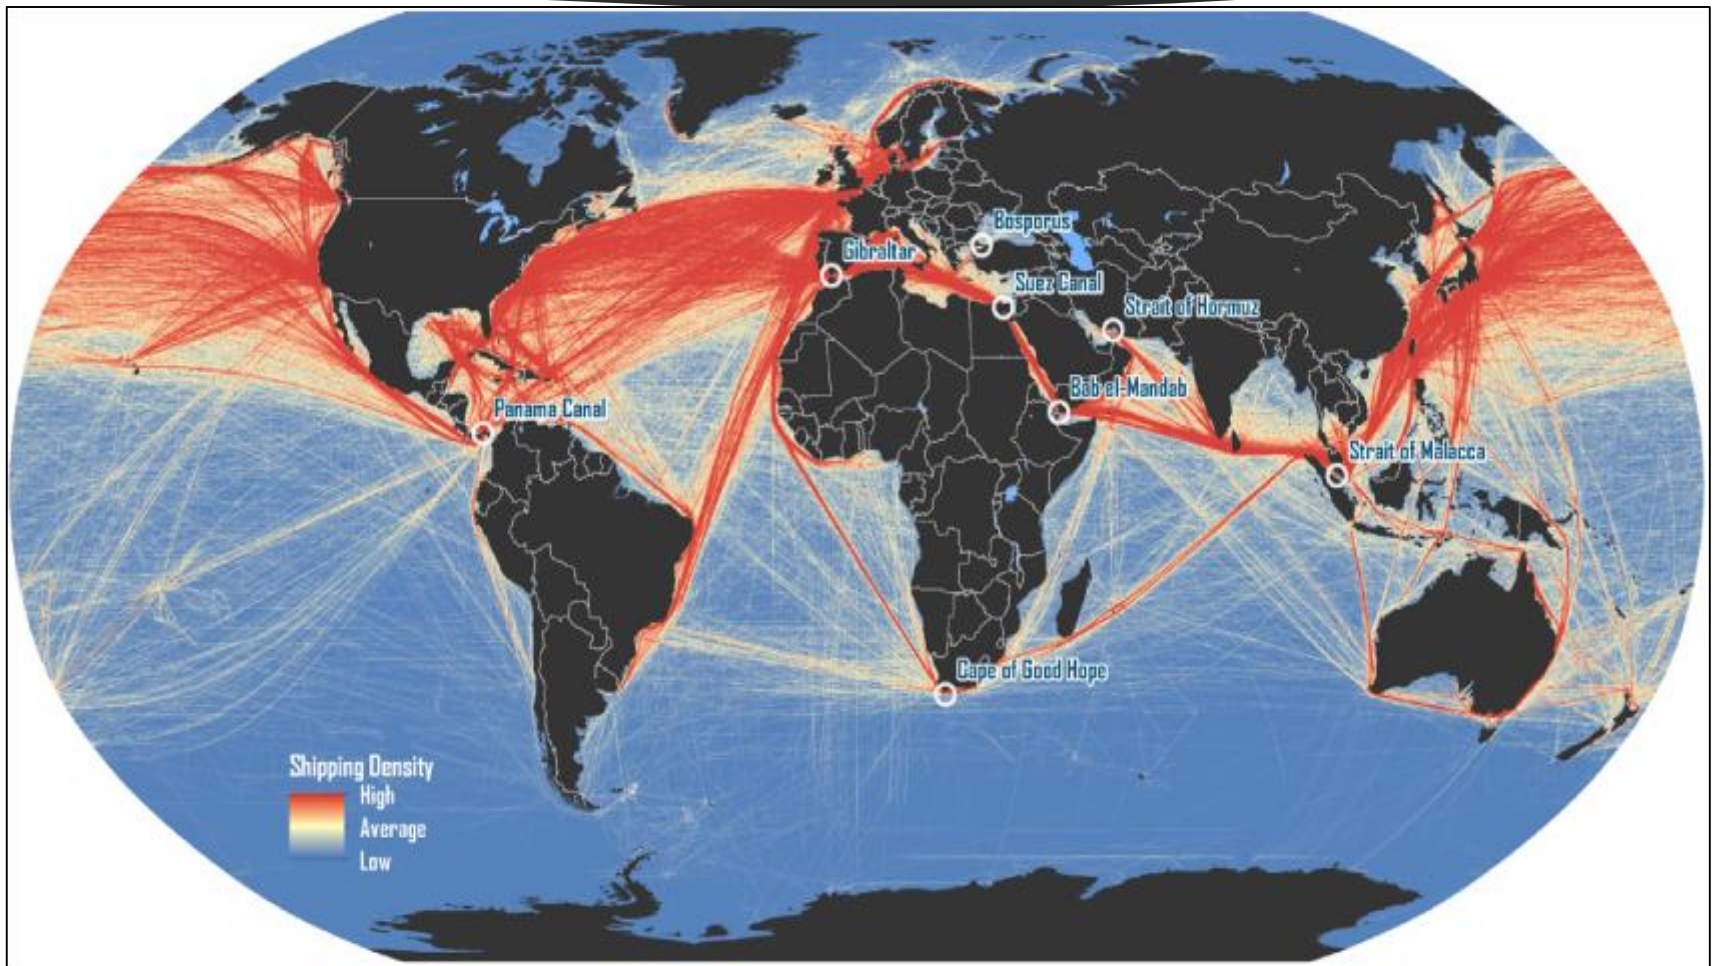 Bosporus
Gibraltar
Suez Canal
Strait of Hormuz
Bab el-Mandab
Panama Canal
Strait of Malacca
Cape of Good Hope
Shipping Density
High
Average
Low